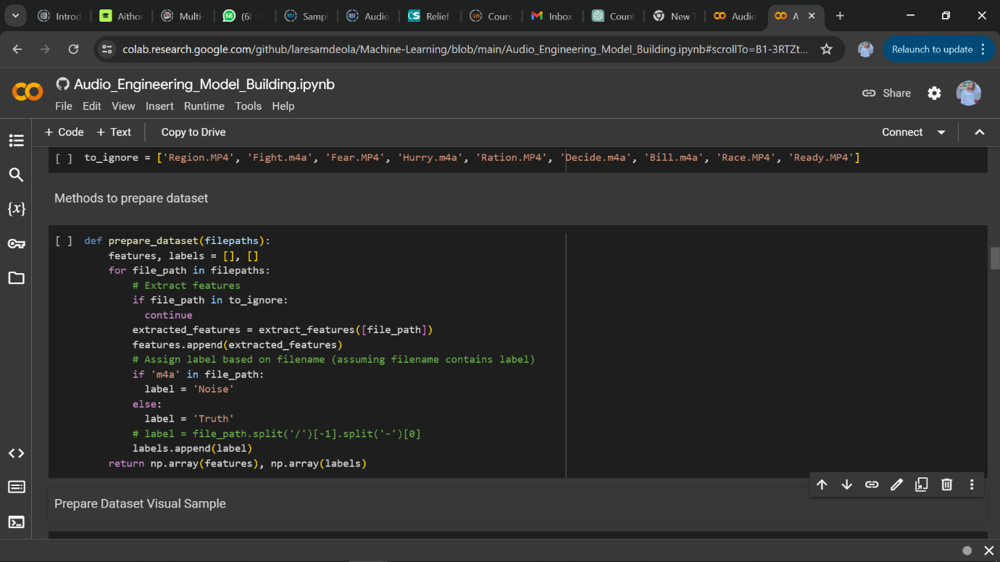 Introd
Aithor
Multi-
68
(68
Sampl
Audio
CS
Relief
Cours
Inbox
Coun
New T
Audio
A
colab.research.google.com/github/laresamdeola/Machine-Learning/blob/main/Audio_Engineering_Model_Building.ipynb#scrollTo=B1-3RTZt...
Relaunch to update
Audio_Engineering_Model_Building.ipynb
File Edit View Insert Runtime Tools Help
Share
+ Code + Text Copy to Drive
Connect
[ ] to_ignore = ['Region.MP4', 'Fight.m4a', 'Fear.MP4', 'Hurry.m4a', 'Ration.MP4', 'Decide.m4a', 'Bill.m4a', 'Race.MP4', 'Ready.MP4']
Methods to prepare dataset
{x}
[ ] def prepare_dataset(filepaths):
features, labels = [], []
for file_path in filepaths:
# Extract features
if file_path in to_ignore:
continue
extracted_features = extract_features([file_path])
features.append(extracted_features)
# Assign label based on filename (assuming filename contains label)
if 'm4a' in file_path:
label = 'Noise'
else:
label = 'Truth'
# label = file_path.split('/')[-1].split('-')[0]
labels.append(label)
return np.array(features), np.array(labels)
Prepare Dataset Visual Sample